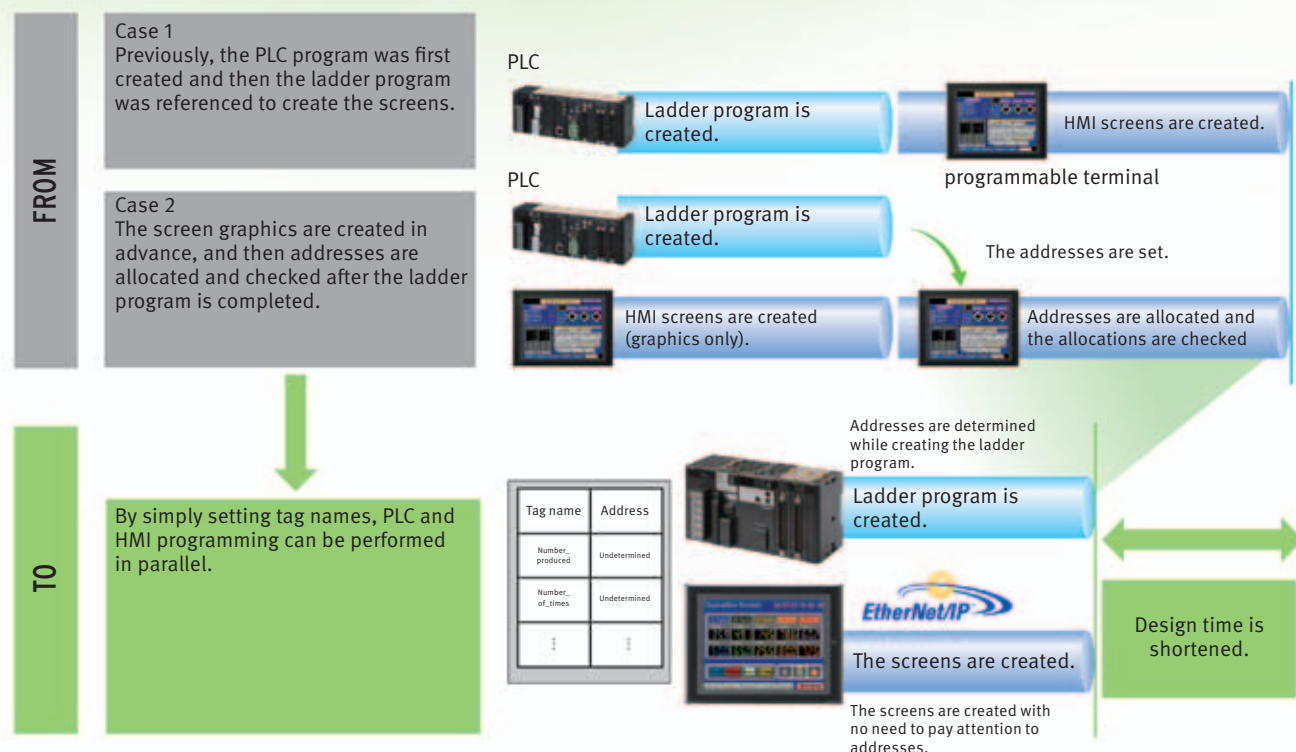 FROM
Case 1
Previously, the PLC program was first
created and then the ladder program
was referenced to create the screens.
PLC
Ladder program is
created.
HMI screens are created.
programmable terminal
Case 2
The screen graphics are created in
advance, and then addresses are
allocated and checked after the ladder
program is completed.
PLC
Ladder program is
created.
The addresses are set.
HMI screens are created
(graphics only).
Addresses are allocated and
the allocations are checked
TO
By simply setting tag names, PLC and
HMI programming can be performed
in parallel.
Tag name Address
Number_
produced
Undetermined
Number_
of_times
Undetermined
Addresses are determined
while creating the ladder
program.
Ladder program is
created.
EtherNet/IP
The screens are created.
The screens are created with
no need to pay attention to
addresses.
Design time is
shortened.